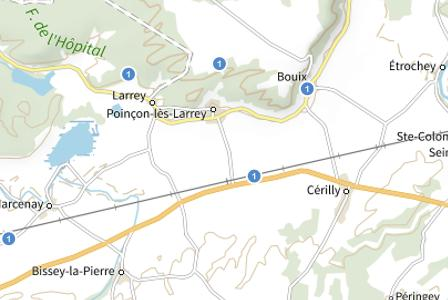 F. de l'Hôpital
1
1
Étrochey
Bouix
1
Larrey
Poinçon-lès-Larrey
Ste-Colom
Sein
1
Cérilly
arcenay
1
Bissey-la-Pierre
Périgey